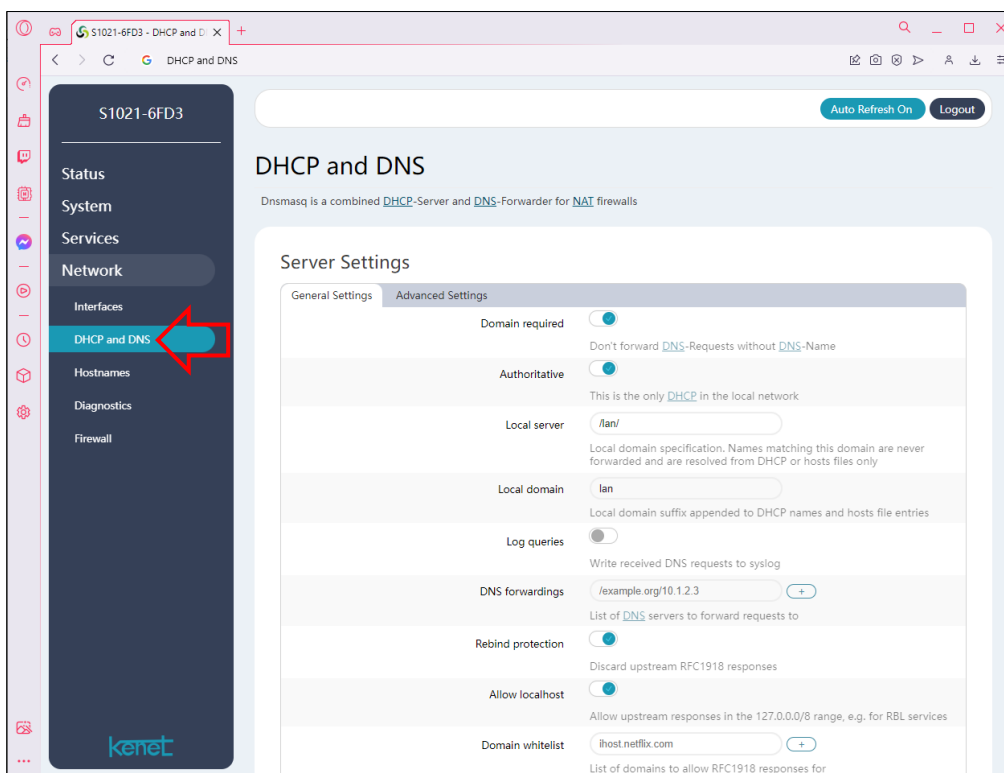 S1021-6FD3 - DHCP and D
DHCP and DNS
S1021-6FD3
Status
System
Services
Network
Interfaces
DHCP and DNS
Hostnames
Diagnostics
Firewall
kenet
Auto Refresh On
Logout
DHCP and DNS
Dnsmasq is a combined DHCP-Server and DNS-Forwarder for NAT firewalls
Server Settings
General Settings
Advanced Settings
Domain required
Don't forward DNS-Requests without DNS-Name
Authoritative
This is the only DHCP in the local network
Local server
/lan/
Local domain specification. Names matching this domain are never
forwarded and are resolved from DHCP or hosts files only
Local domain
lan
Local domain suffix appended to DHCP names and hosts file entries
Log queries
Write received DNS requests to syslog
DNS forwardings
/example.org/10.1.2.3
+
List of DNS servers to forward requests to
Rebind protection
Discard upstream RFC1918 responses
Allow localhost
Allow upstream responses in the 127.0.0.0/8 range, e.g. for RBL services
Domain whitelist
ihost.netflix.com
+
List of domains to allow RFC1918 responses for